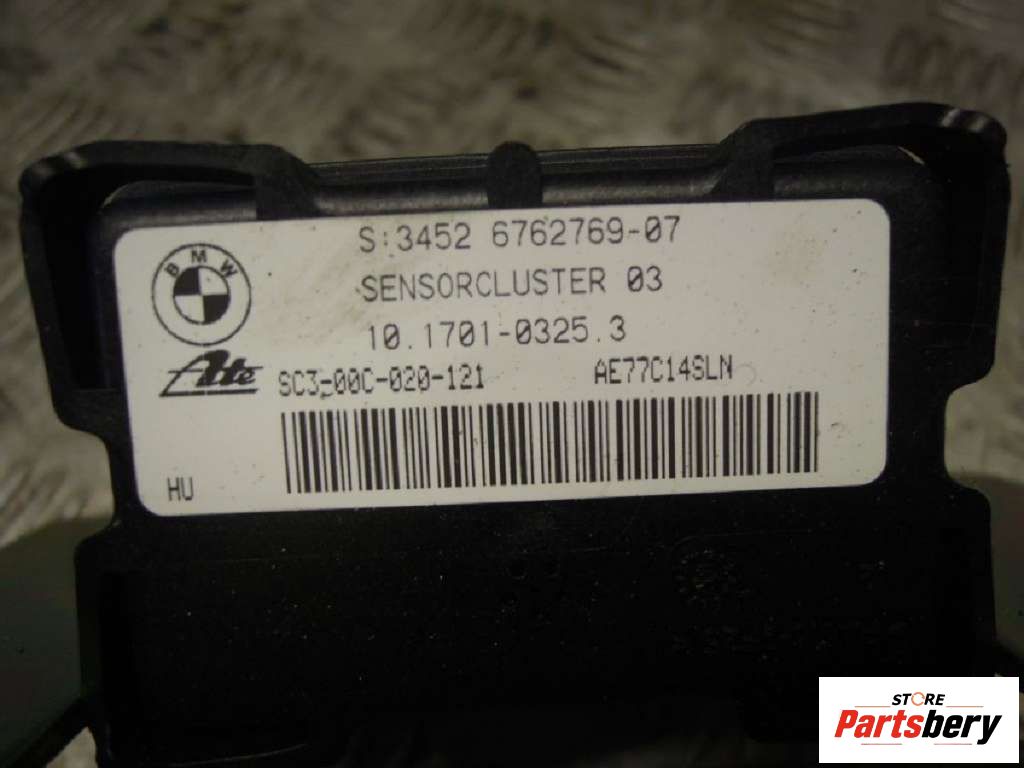 S:3452 6762769-07
BMW
SENSORCLUSTER 03
10.1701-0325.3
Ate
SC3-00C-020-121 AE77C14SLN
HU
STORE
Partsbery